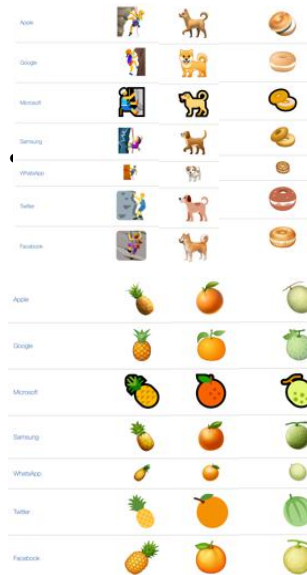 Apple
Google
Microsoft
Samsung
WhatsApp
Twitter
Facebook
Apple
Google
Microsoft
Samsung
WhatsApp
Twitter
Facebook